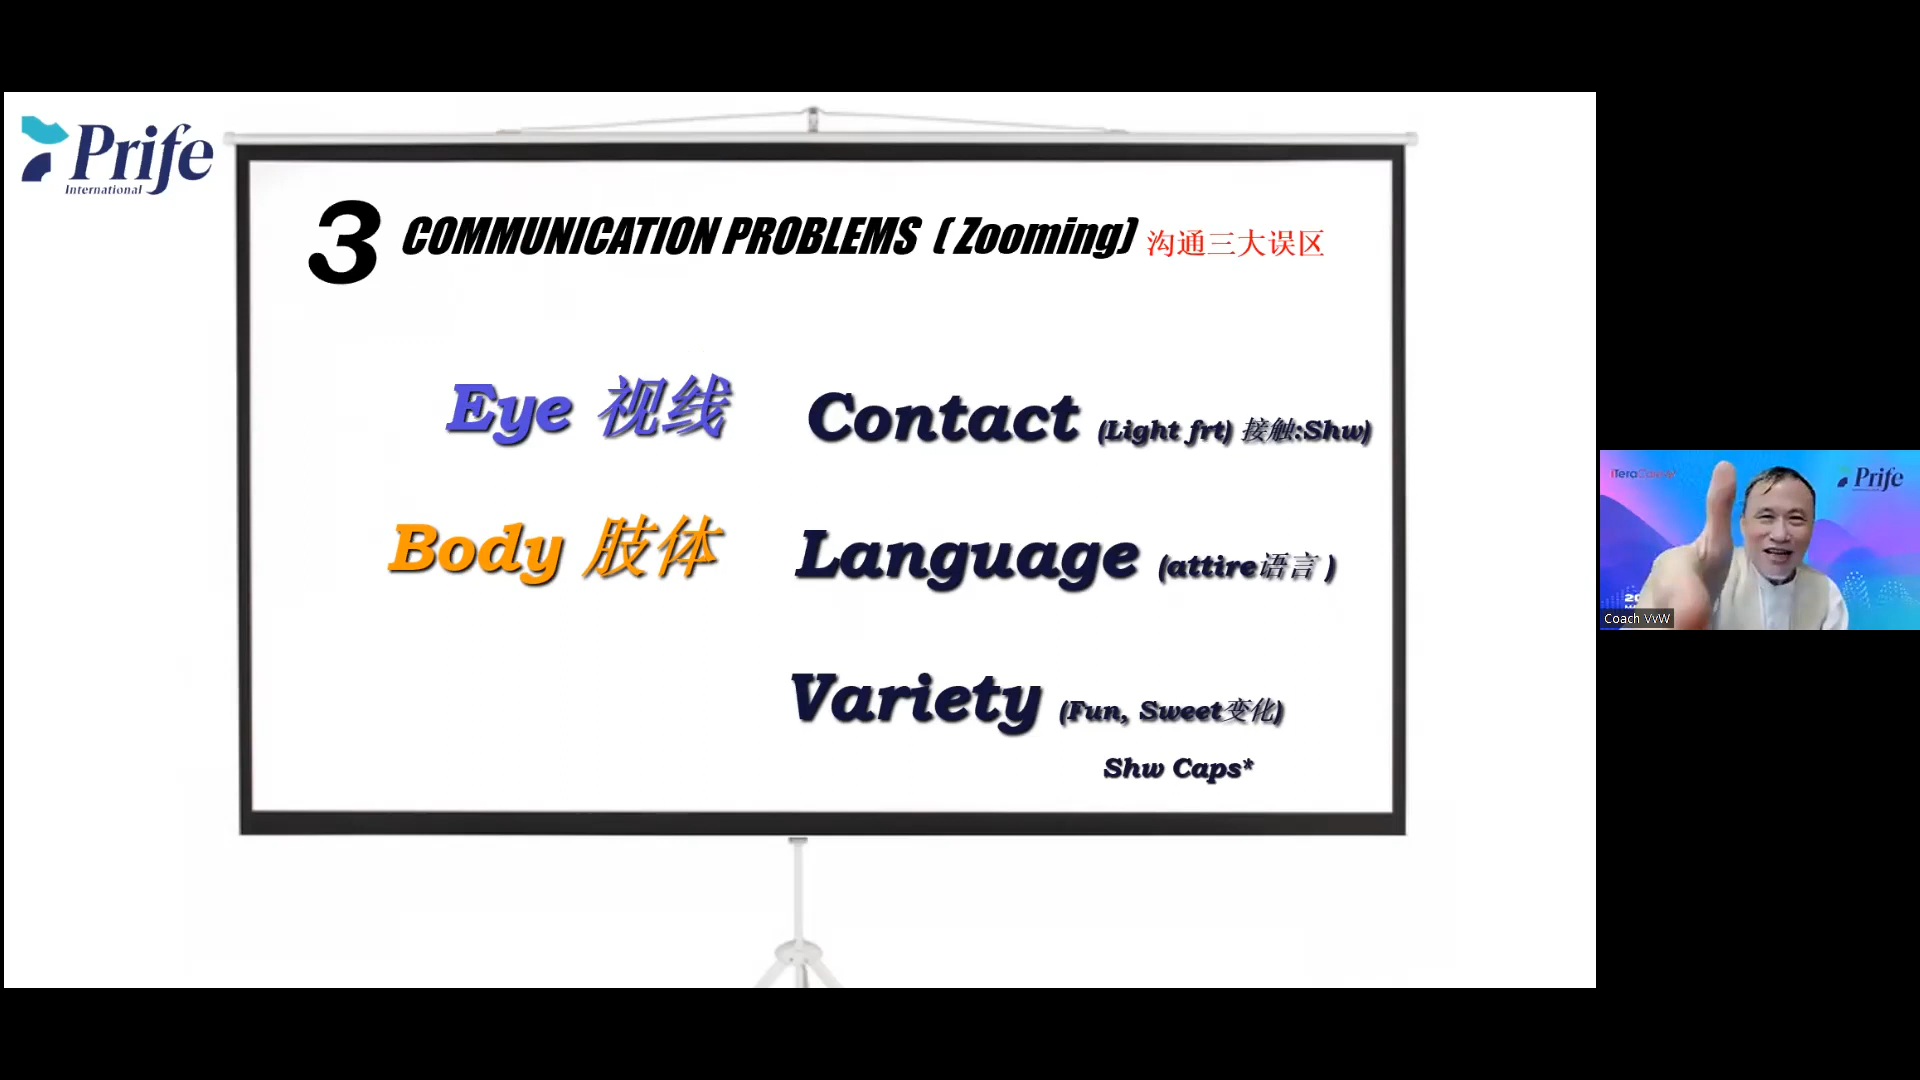 Prife
International
3 COMMUNICATION PROBLEMS ( Zooming) 沟通三大误区
Eye 视线 Contact (Light frt) 接触:Shw)
Body 肢体 Language (attire语言 )
Variety (Fun, Sweet变化)
Shw Caps*
Prife
Coach VvW